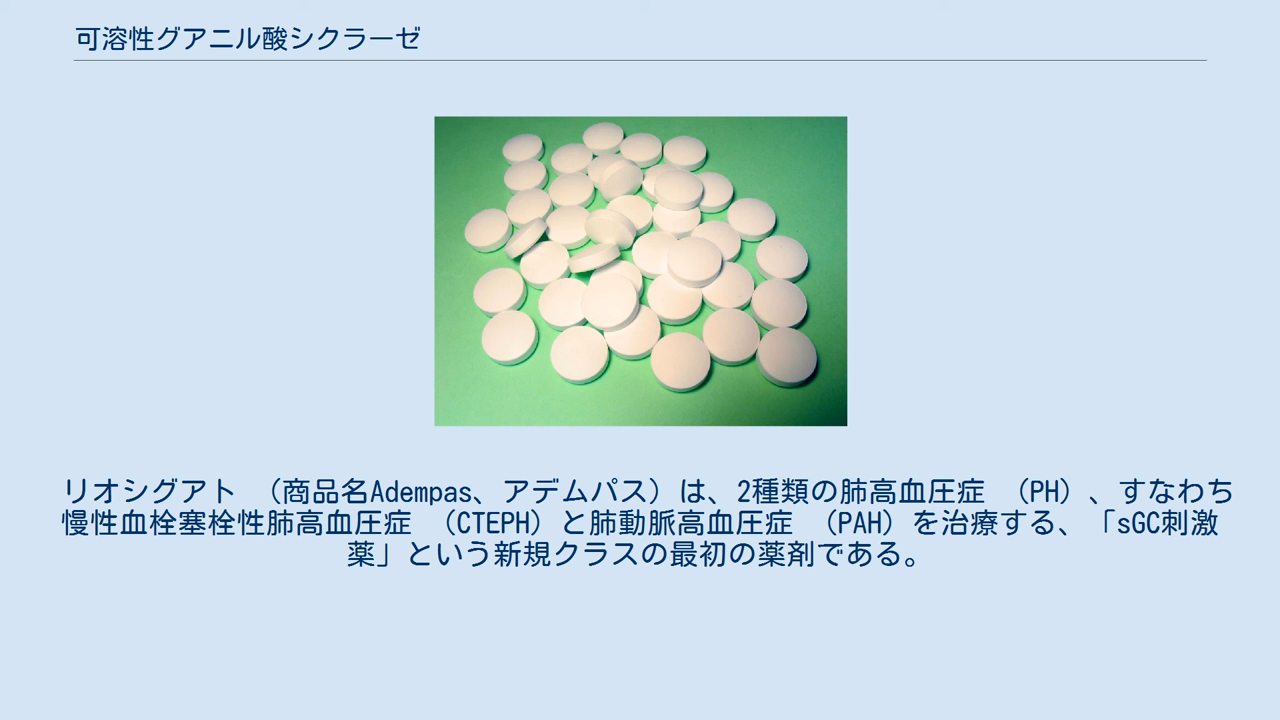 可溶性グアニル酸シクラーゼ
リオシグアト （商品名Adempas、アデムパス）は、2種類の肺高血圧症 （PH）、すなわち
慢性血栓塞栓性肺高血圧症 （CTEPH）と肺動脈高血圧症 （PAH）を治療する、「sGC刺激
薬」という新規クラスの最初の薬剤である。